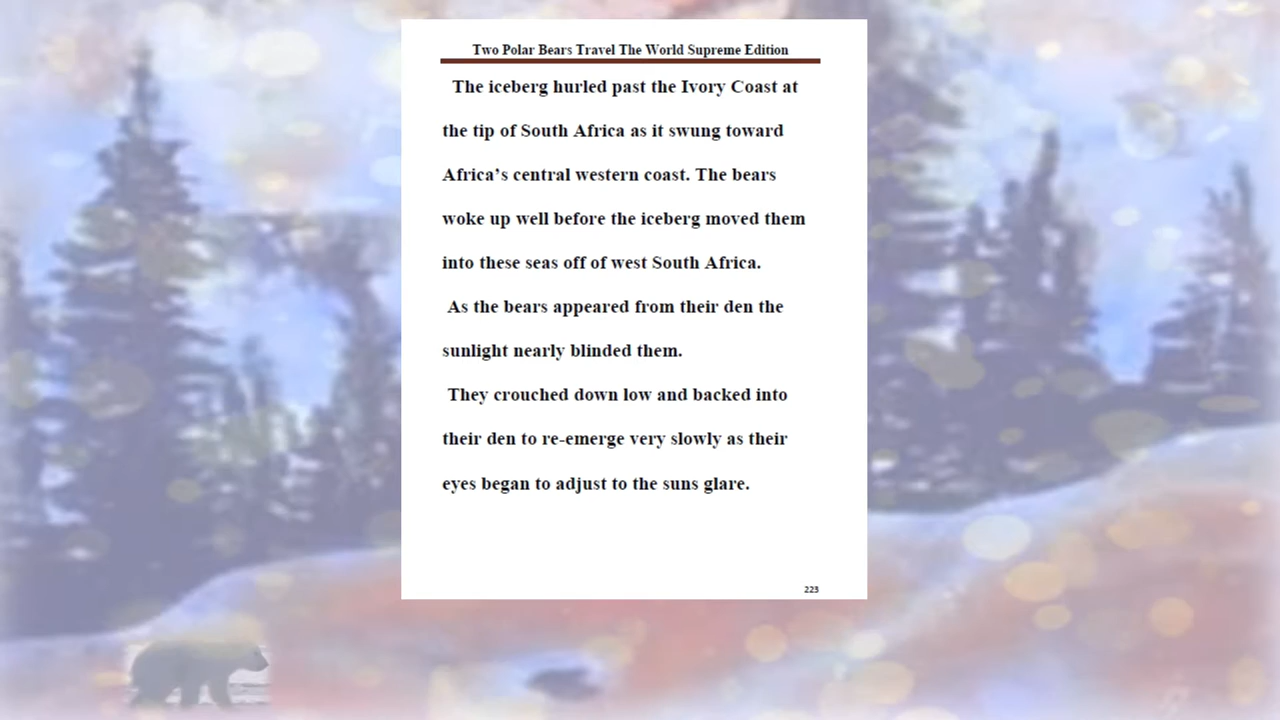 Two Polar Bears Travel The World Supreme Edition
The iceberg hurled past the Ivory Coast at
the tip of South Africa as it swung toward
Africa’s central western coast. The bears
woke up well before the iceberg moved them
into these seas off of west South Africa.
As the bears appeared from their den the
sunlight nearly blinded them.
They crouched down low and backed into
their den to re-emerge very slowly as their
eyes began to adjust to the suns glare.
223